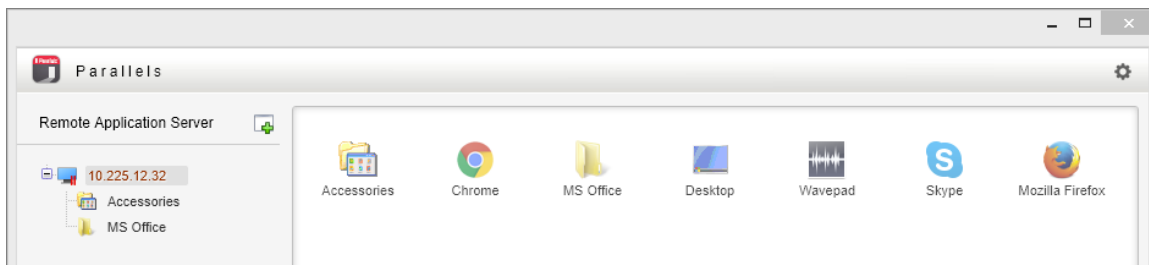 Parallels
Remote Application Server
10.225.12.32
Accessories
MS Office
Accessories
Chrome
MS Office
Desktop
Wavepad
Skype
Mozilla Firefox